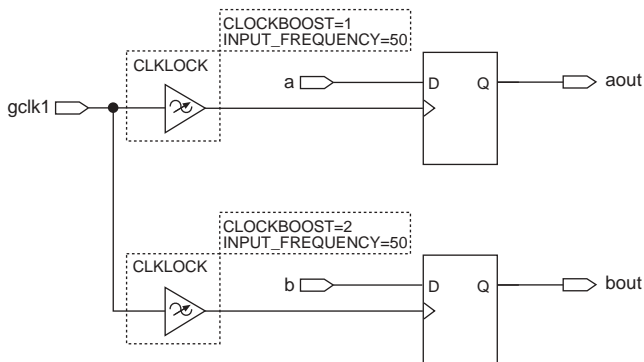 CLOCKBOOST=1
INPUT_FREQUENCY=50
CLKLOCK
a
D
Q
aout
gclk1
CLOCKBOOST=2
INPUT_FREQUENCY=50
CLKLOCK
b
D
Q
bout